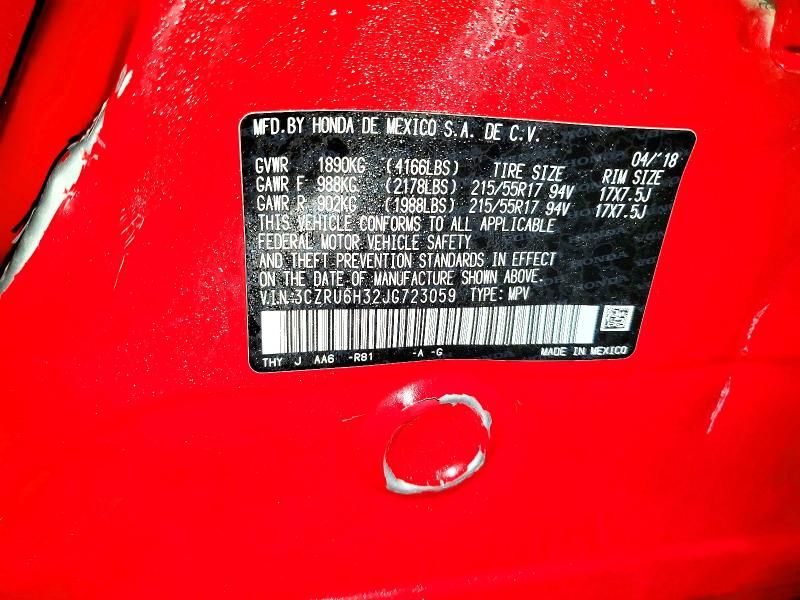 MFD. BY HONDA DE MEXICO S.A. DE C.V.
04/'18
GVWR 1890KG (4166LBS) TIRE SIZE RIM SIZE
GAWR F 988KG (2178LBS) 215/55R17 94V 17X7.5J
GAWR R 902KG (1988LBS) 215/55R17 94V 17X7.5J
THIS VEHICLE CONFORMS TO ALL APPLICABLE
FEDERAL MOTOR VEHICLE SAFETY
AND THEFT PREVENTION STANDARDS IN EFFECT
ON THE DATE OF MANUFACTURE SHOWN ABOVE.
V.I.N.:3CZRU6H32JG723059 TYPE: MPV
THY J AA6 -R81 -A -G MADE IN MEXICO